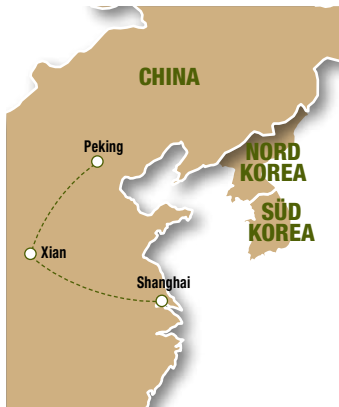 CHINA
Peking
NORD
KOREA
SÜD
KOREA
Xian
Shanghai